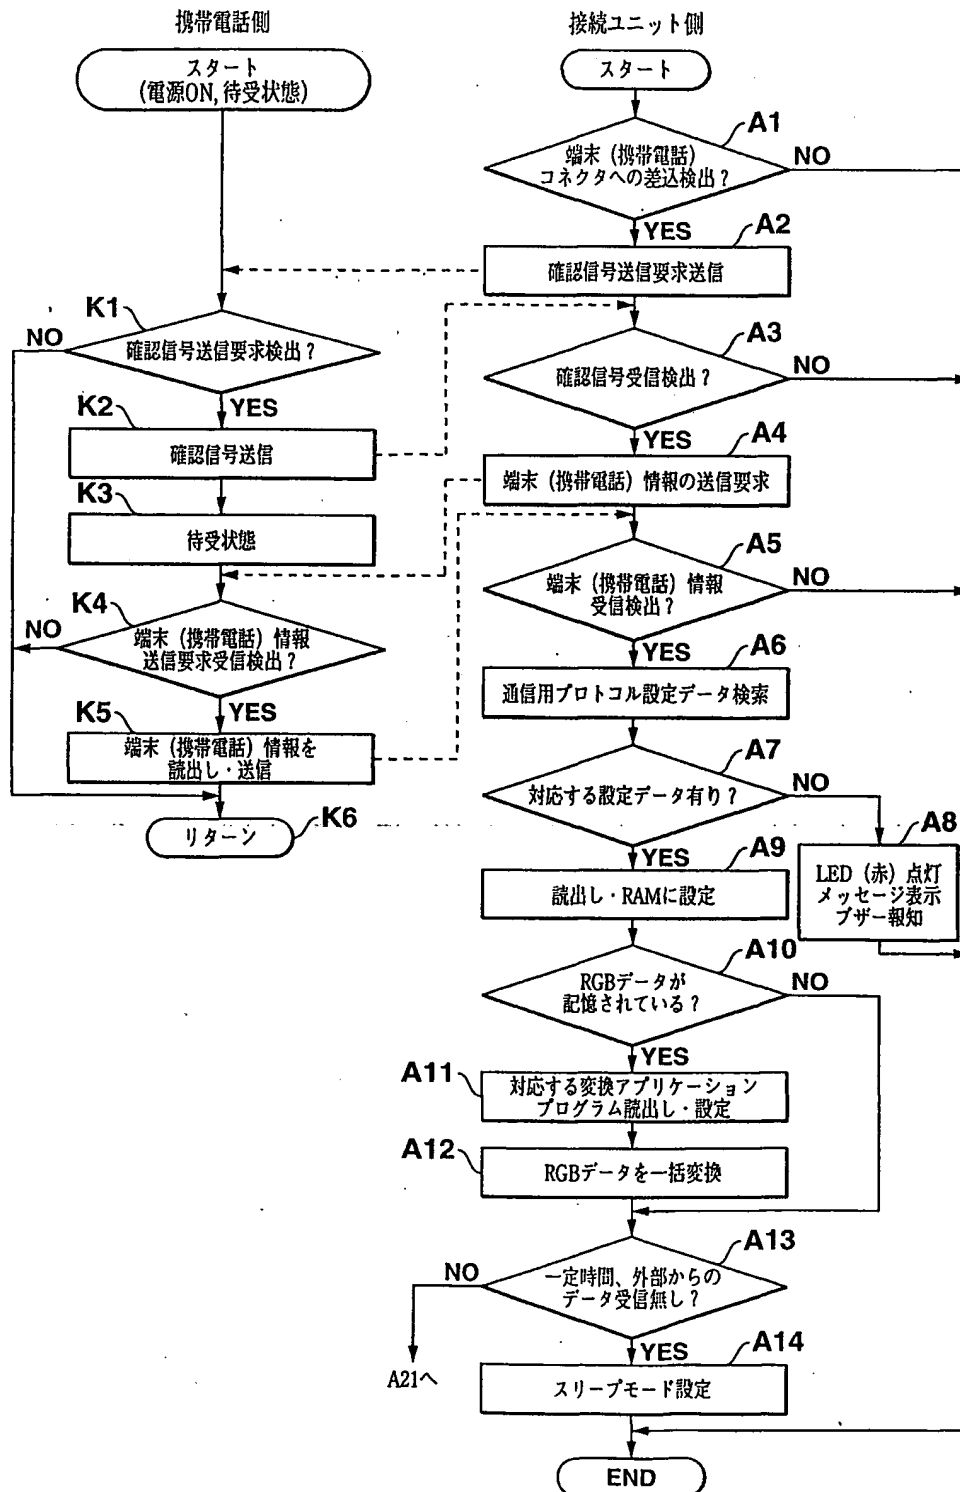 携帯電話側
スタート
(電源ON, 待受状態)
K1
確認信号送信要求検出?
NO
YES
K2
確認信号送信
K3
待受状態
K4
端末 (携帯電話) 情報
送信要求受信検出?
NO
YES
K5
端末 (携帯電話) 情報を
読出し・送信
リターン
K6
接続ユニット側
スタート
A1
端末 (携帯電話)
コネクタへの差込検出?
NO
YES
A2
確認信号送信要求送信
A3
確認信号受信検出?
NO
YES
A4
端末 (携帯電話) 情報の送信要求
A5
端末 (携帯電話) 情報
受信検出?
NO
YES
A6
通信用プロトコル設定データ検索
A7
対応する設定データ有り?
NO
YES
A8
LED (赤) 点灯
メッセージ表示
ブザー報知
A9
読出し・RAMに設定
A10
RGBデータが
記憶されている?
NO
YES
A11
対応する変換アプリケーション
プログラム読出し・設定
A12
RGBデータを一括変換
A13
一定時間、外部からの
データ受信無し?
NO
YES
A21へ
A14
スリープモード設定
END